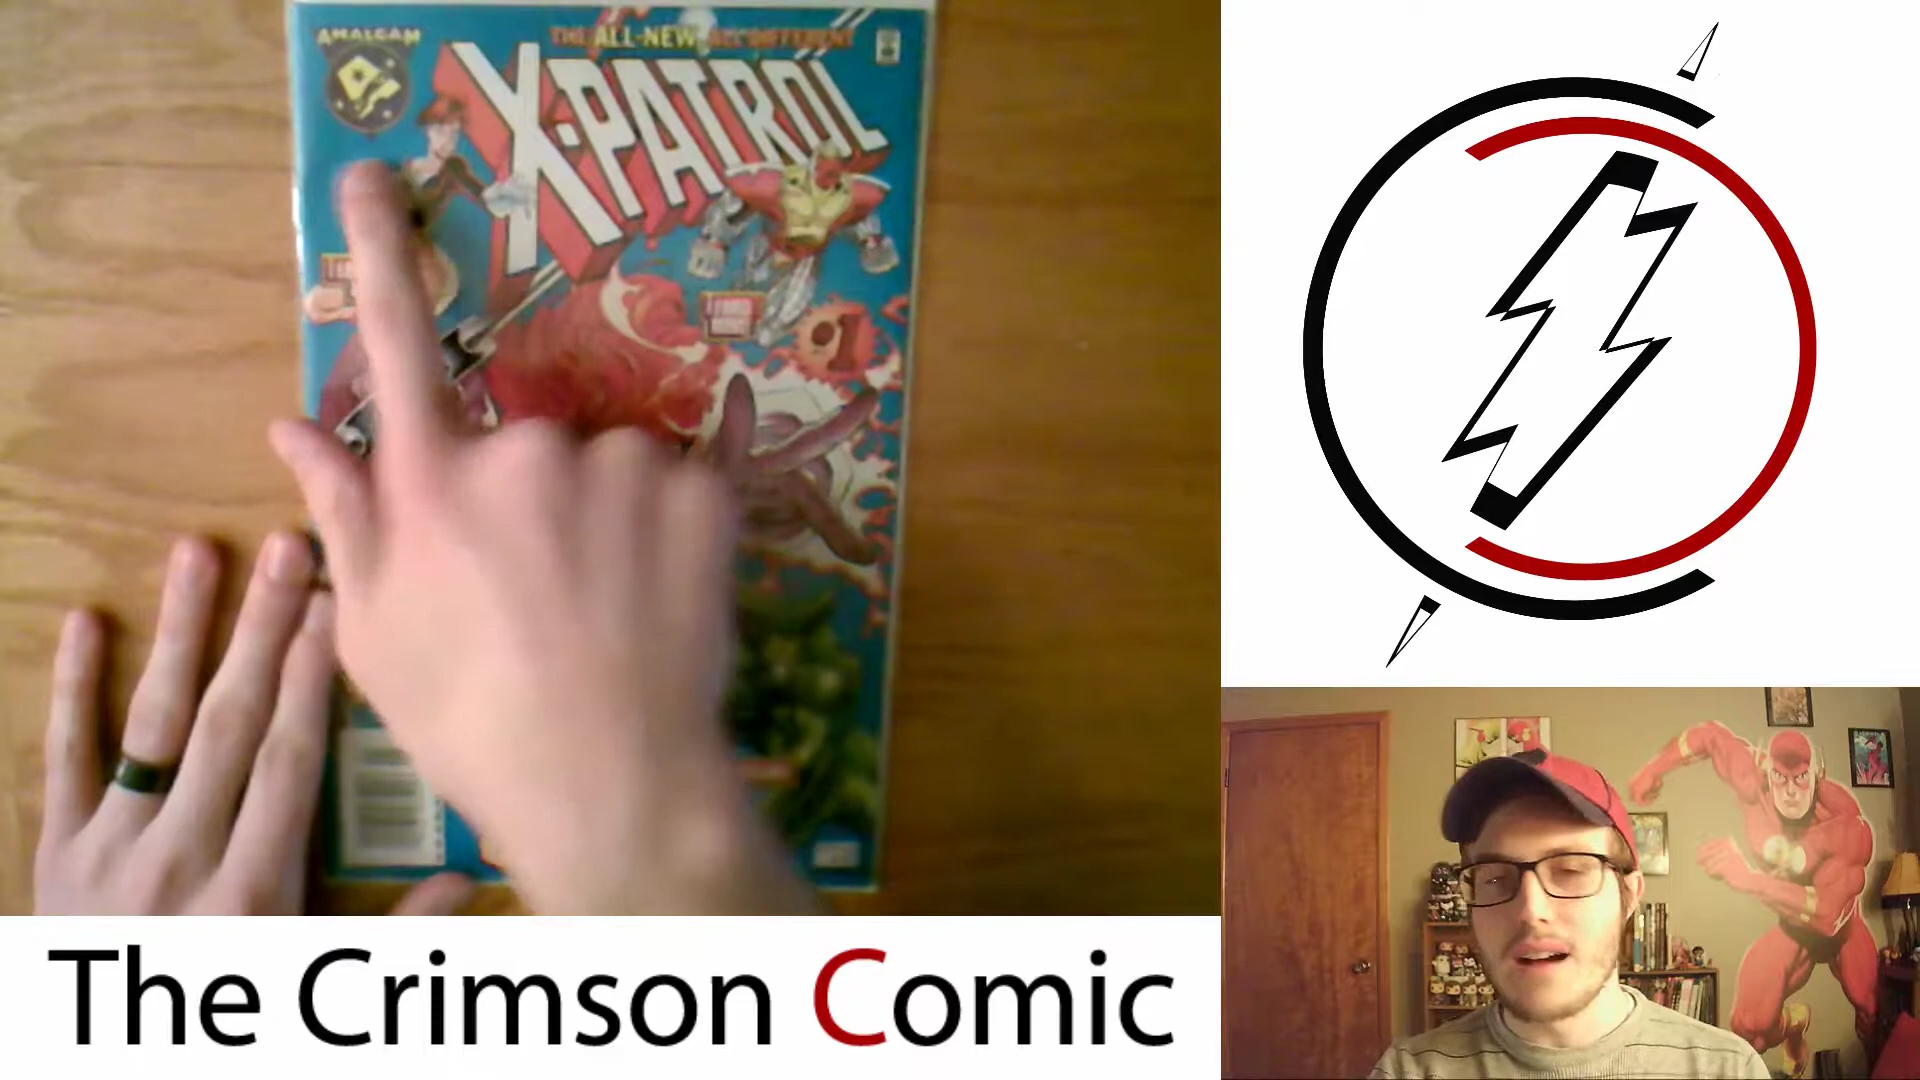 AMALGAM
THE ALL-NEW ALL-DIFFERENT
X-PATROL
The Crimson Comic